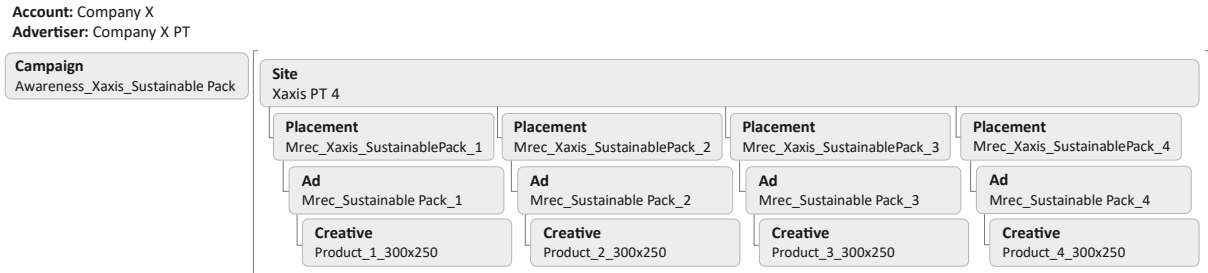 Account: Company X
Advertiser: Company X PT
Campaign
Awareness_Xaxis_Sustainable Pack
Site
Xaxis PT 4
Placement
Mrec_Xaxis_SustainablePack_1
Placement
Mrec_Xaxis_SustainablePack_2
Placement
Mrec_Xaxis_SustainablePack_3
Placement
Mrec_Xaxis_SustainablePack_4
Ad
Mrec_Sustainable Pack_1
Ad
Mrec_Sustainable Pack_2
Ad
Mrec_Sustainable Pack_3
Ad
Mrec_Sustainable Pack_4
Creative
Product_1_300x250
Creative
Product_2_300x250
Creative
Product_3_300x250
Creative
Product_4_300x250